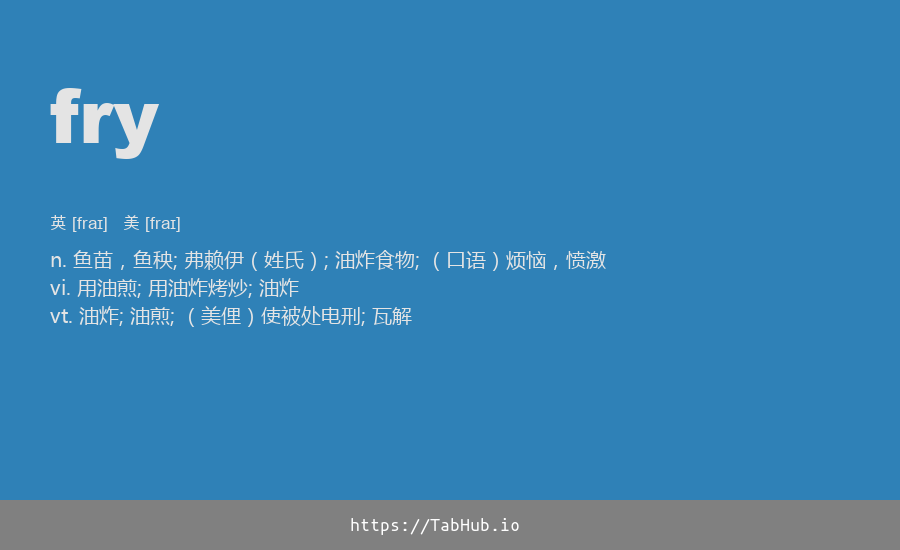 fry
英 [fraɪ]   美 [fraɪ]
n. 鱼苗，鱼秧; 弗赖伊（姓氏）; 油炸食物; （口语）烦恼，愤激
vi. 用油煎; 用油炸烤炒; 油炸
vt. 油炸; 油煎; （美俚）使被处电刑; 瓦解
https://TabHub.io